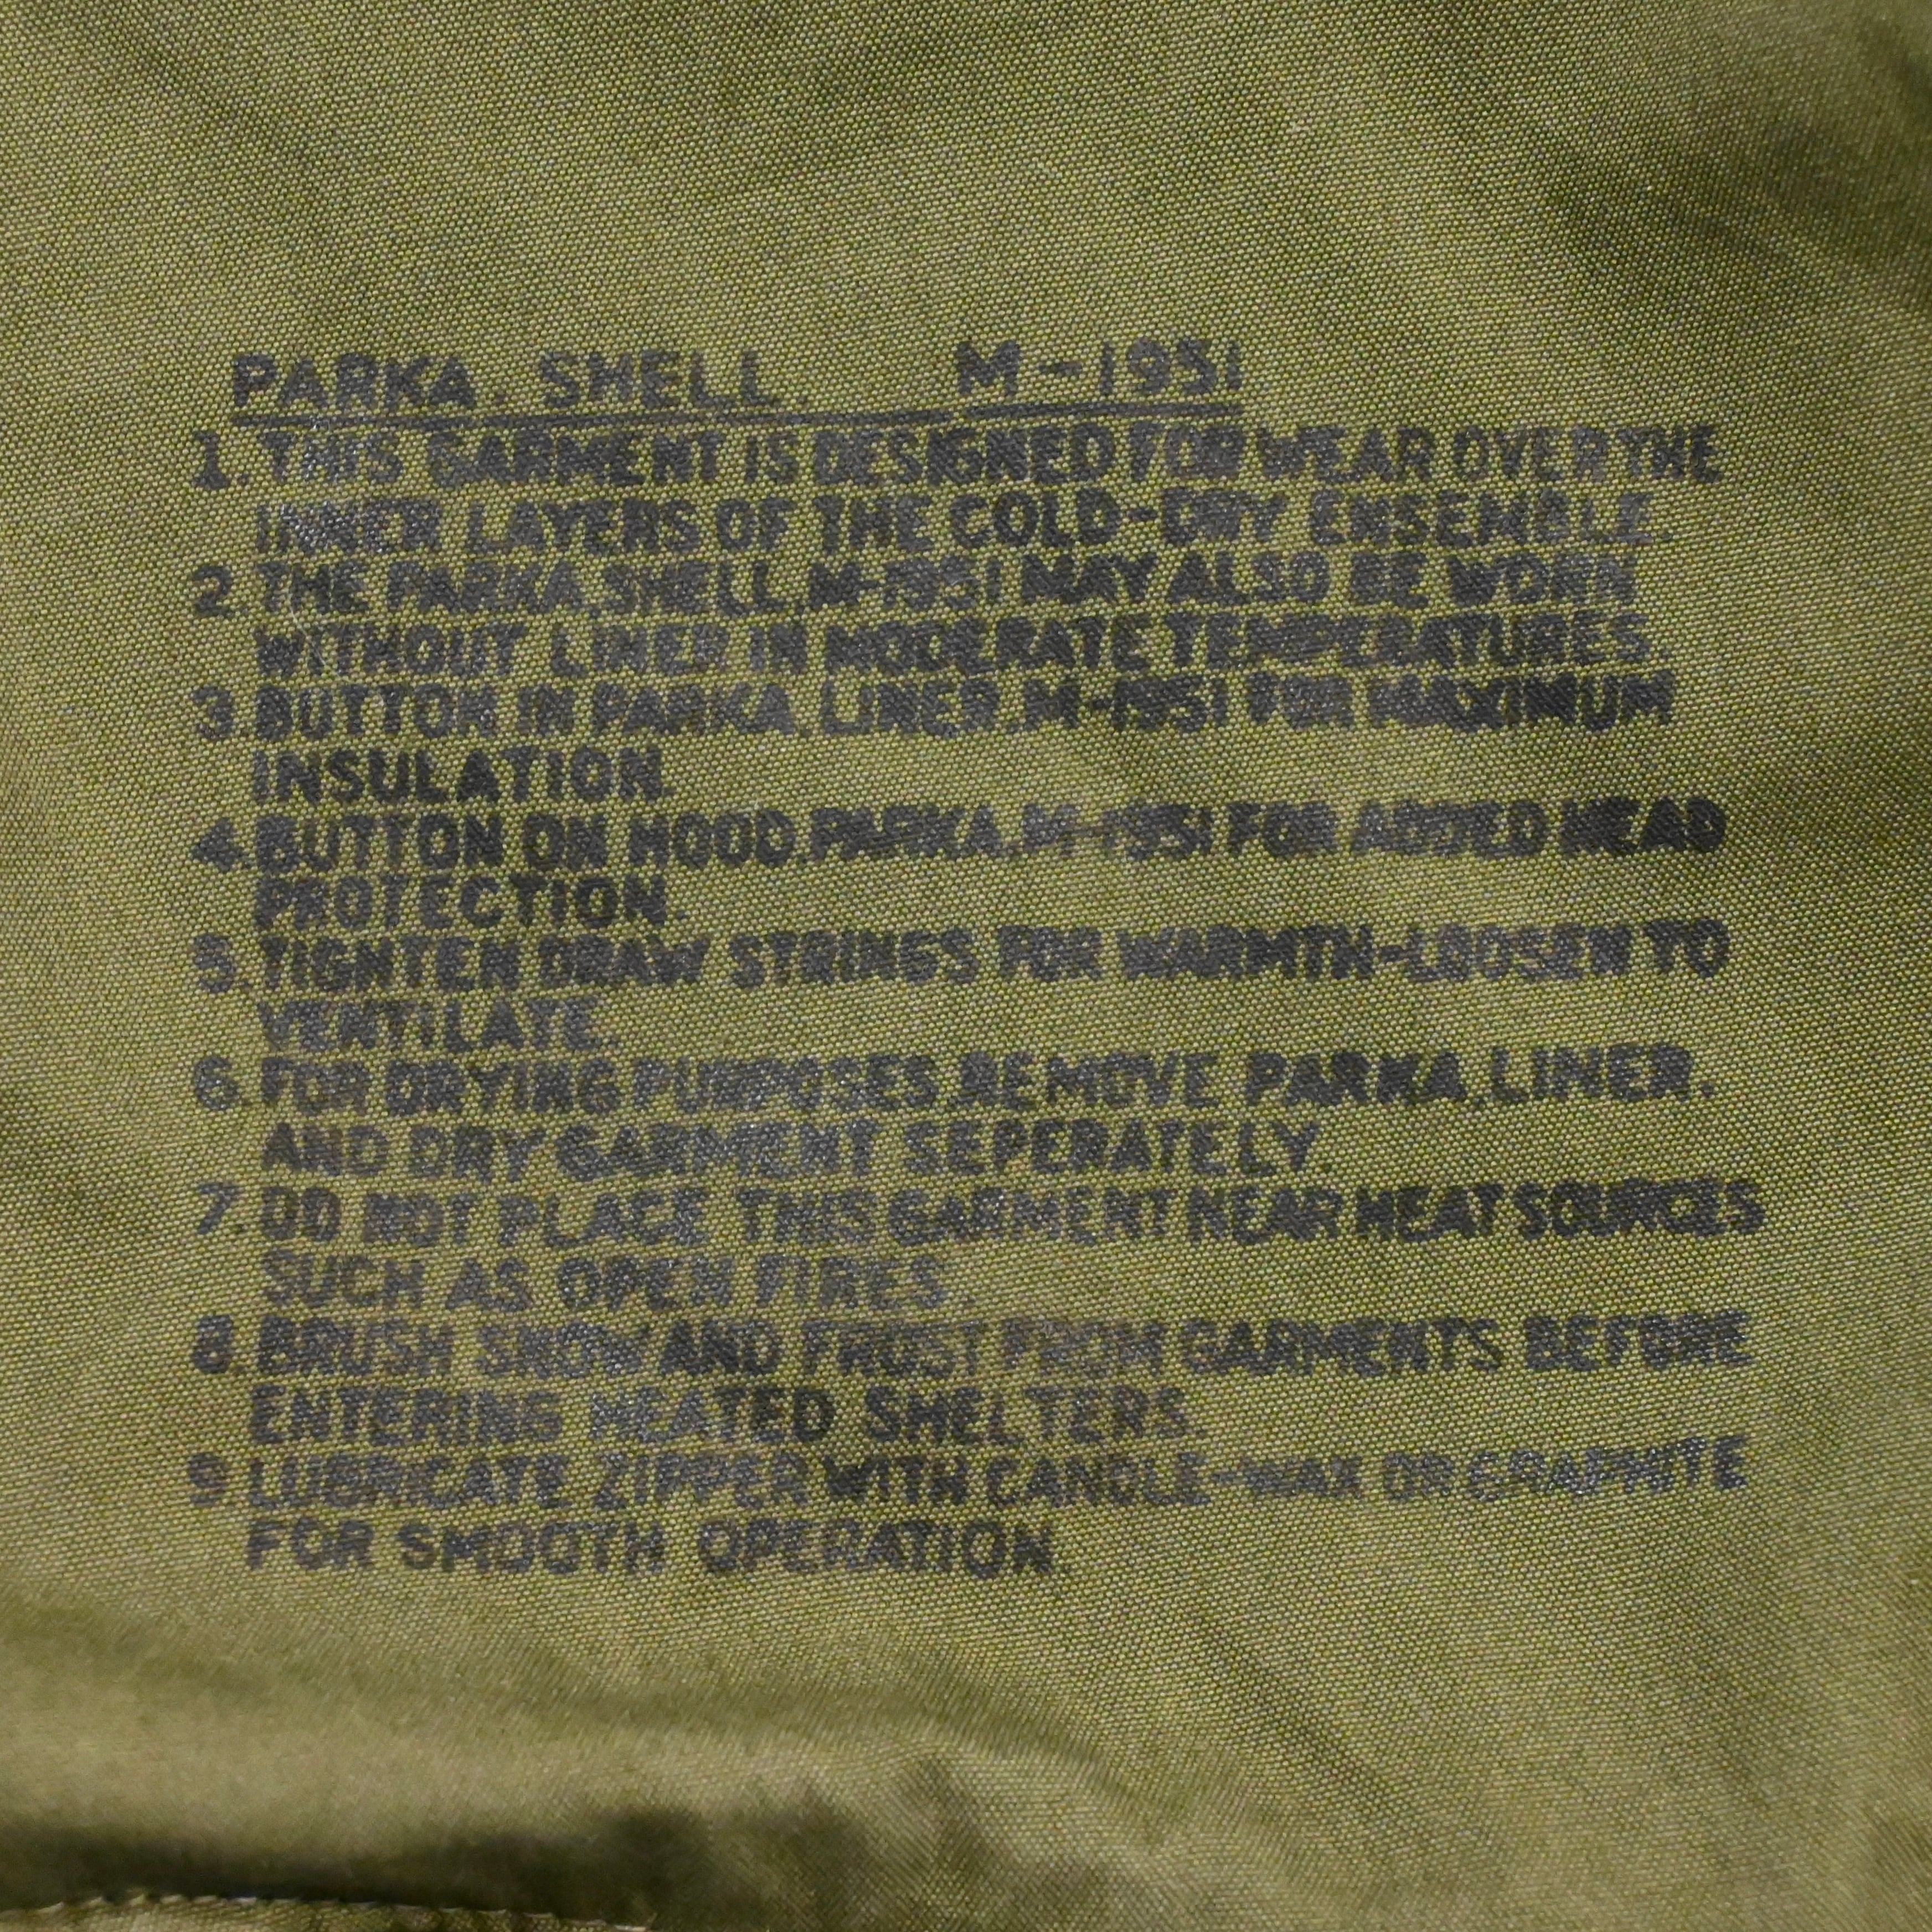 PARKA. SHELL. M-1951
1. THIS GARMENT IS DESIGNED FOR WEAR OVER THE
INNER LAYERS OF THE COLD-DRY ENSEMBLE.
2. THE PARKA, SHELL, M-1951 MAY ALSO BE WORN
WITHOUT LINER IN MODERATE TEMPERATURES.
3. BUTTON IN PARKA, LINER, M-1951 FOR MAXIMUM
INSULATION.
4. BUTTON ON HOOD, PARKA, M-1951 FOR ADDED HEAD
PROTECTION.
5. TIGHTEN DRAW STRINGS FOR WARMTH-LOOSEN TO
VENTILATE.
6. FOR DRYING PURPOSES, REMOVE PARKA, LINER.
AND DRY GARMENT SEPERATELY.
7. DO NOT PLACE THIS GARMENT NEAR HEAT SOURCES
SUCH AS OPEN FIRES.
8. BRUSH SNOW AND FROST FROM GARMENTS BEFORE
ENTERING HEATED SHELTERS.
9. LUBRICATE ZIPPER WITH CANDLE-WAX OR GRAPHITE
FOR SMOOTH OPERATION.